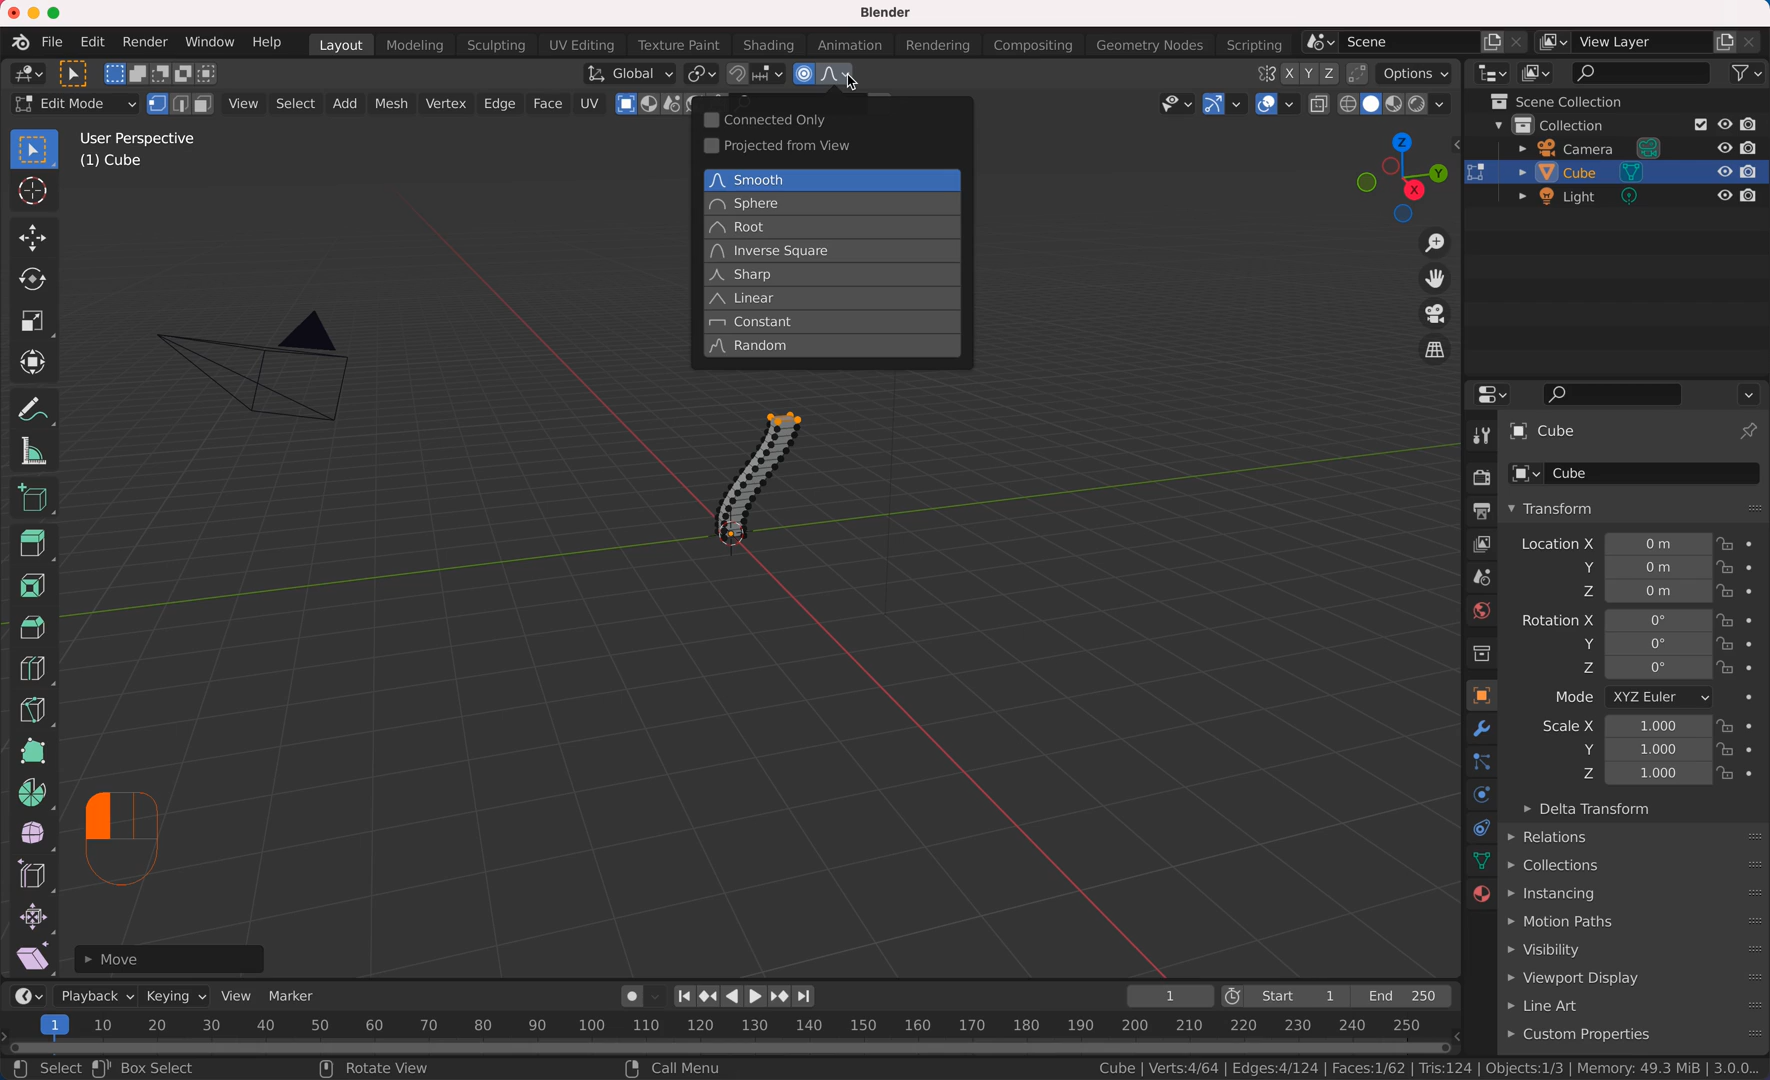 Blender
File Edit Render Window Help Layout Modeling Sculpting UV Editing Texture Paint Shading Animation Rendering Compositing Geometry Nodes Scripting Scene View Layer
Global X Y Z Options
Edit Mode View Select Add Mesh Vertex Edge Face UV
User Perspective
(1) Cube
Connected Only
Projected from View
Smooth
Sphere
Root
Inverse Square
Sharp
Linear
Constant
Random
Z
Y
X
Scene Collection
Collection
Camera
Cube
Light
Cube
Cube
Transform
Location X 0 m
Y 0 m
Z 0 m
Rotation X 0°
Y 0°
Z 0°
Mode XYZ Euler
Scale X 1.000
Y 1.000
Z 1.000
Delta Transform
Relations
Collections
Instancing
Motion Paths
Visibility
Viewport Display
Line Art
Custom Properties
Move
Playback Keying View Marker 1 Start 1 End 250
1 10 20 30 40 50 60 70 80 90 100 110 120 130 140 150 160 170 180 190 200 210 220 230 240 250
Select Box Select Rotate View Call Menu Cube | Verts:4/64 | Edges:4/124 | Faces:1/62 | Tris:124 | Objects:1/3 | Memory: 49.3 MiB | 3.0.0...